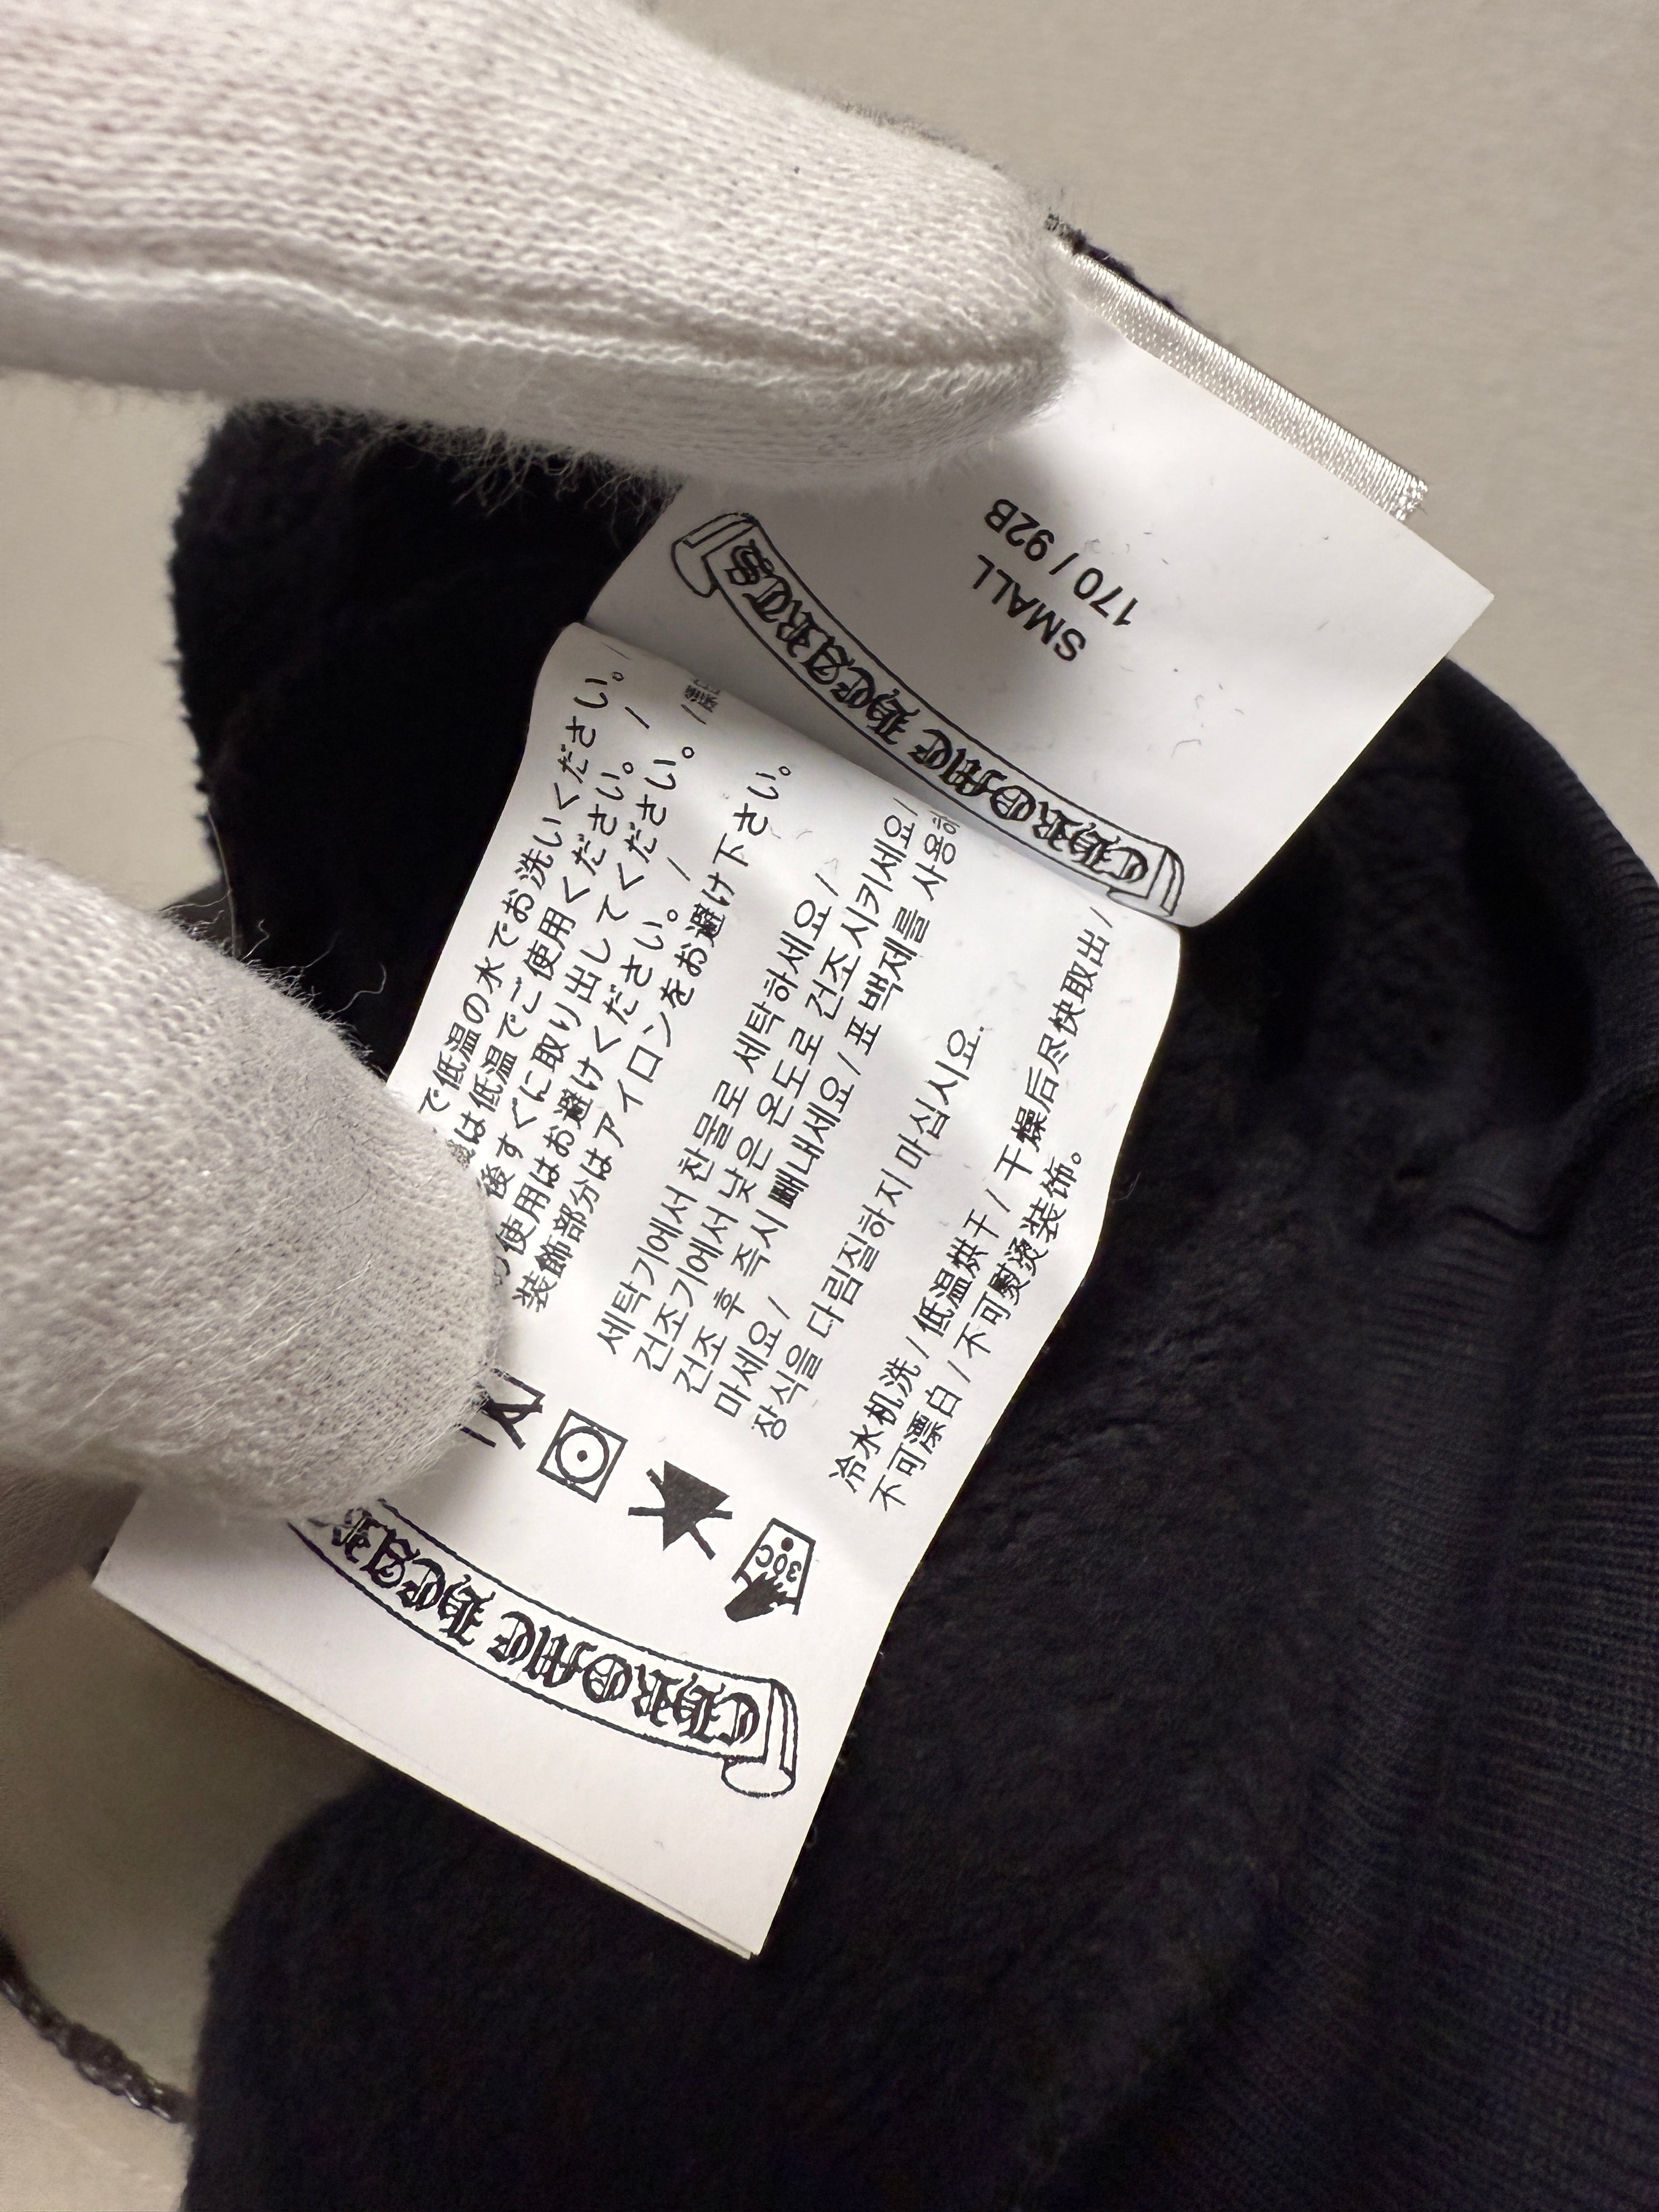 SMALL
170 / 92B
CHROME HEARTS
で低温の水でお洗いください。/
は低温でご使用ください。/
後すぐに取り出してください。/
使用はお避けください。/
装飾部分はアイロンをお避け下さい。
세탁기에서 찬물로 세탁하세요 /
건조기에서 낮은 온도로 건조시키세요 /
건조 후 즉시 빼내세요 / 표백제를 사용하
마세요 /
장식을 다림질하지 마십시오.
冷水机洗 / 低温烘干 / 干燥后尽快取出 /
不可漂白 / 不可熨烫装饰。
30C
CHROME HEA